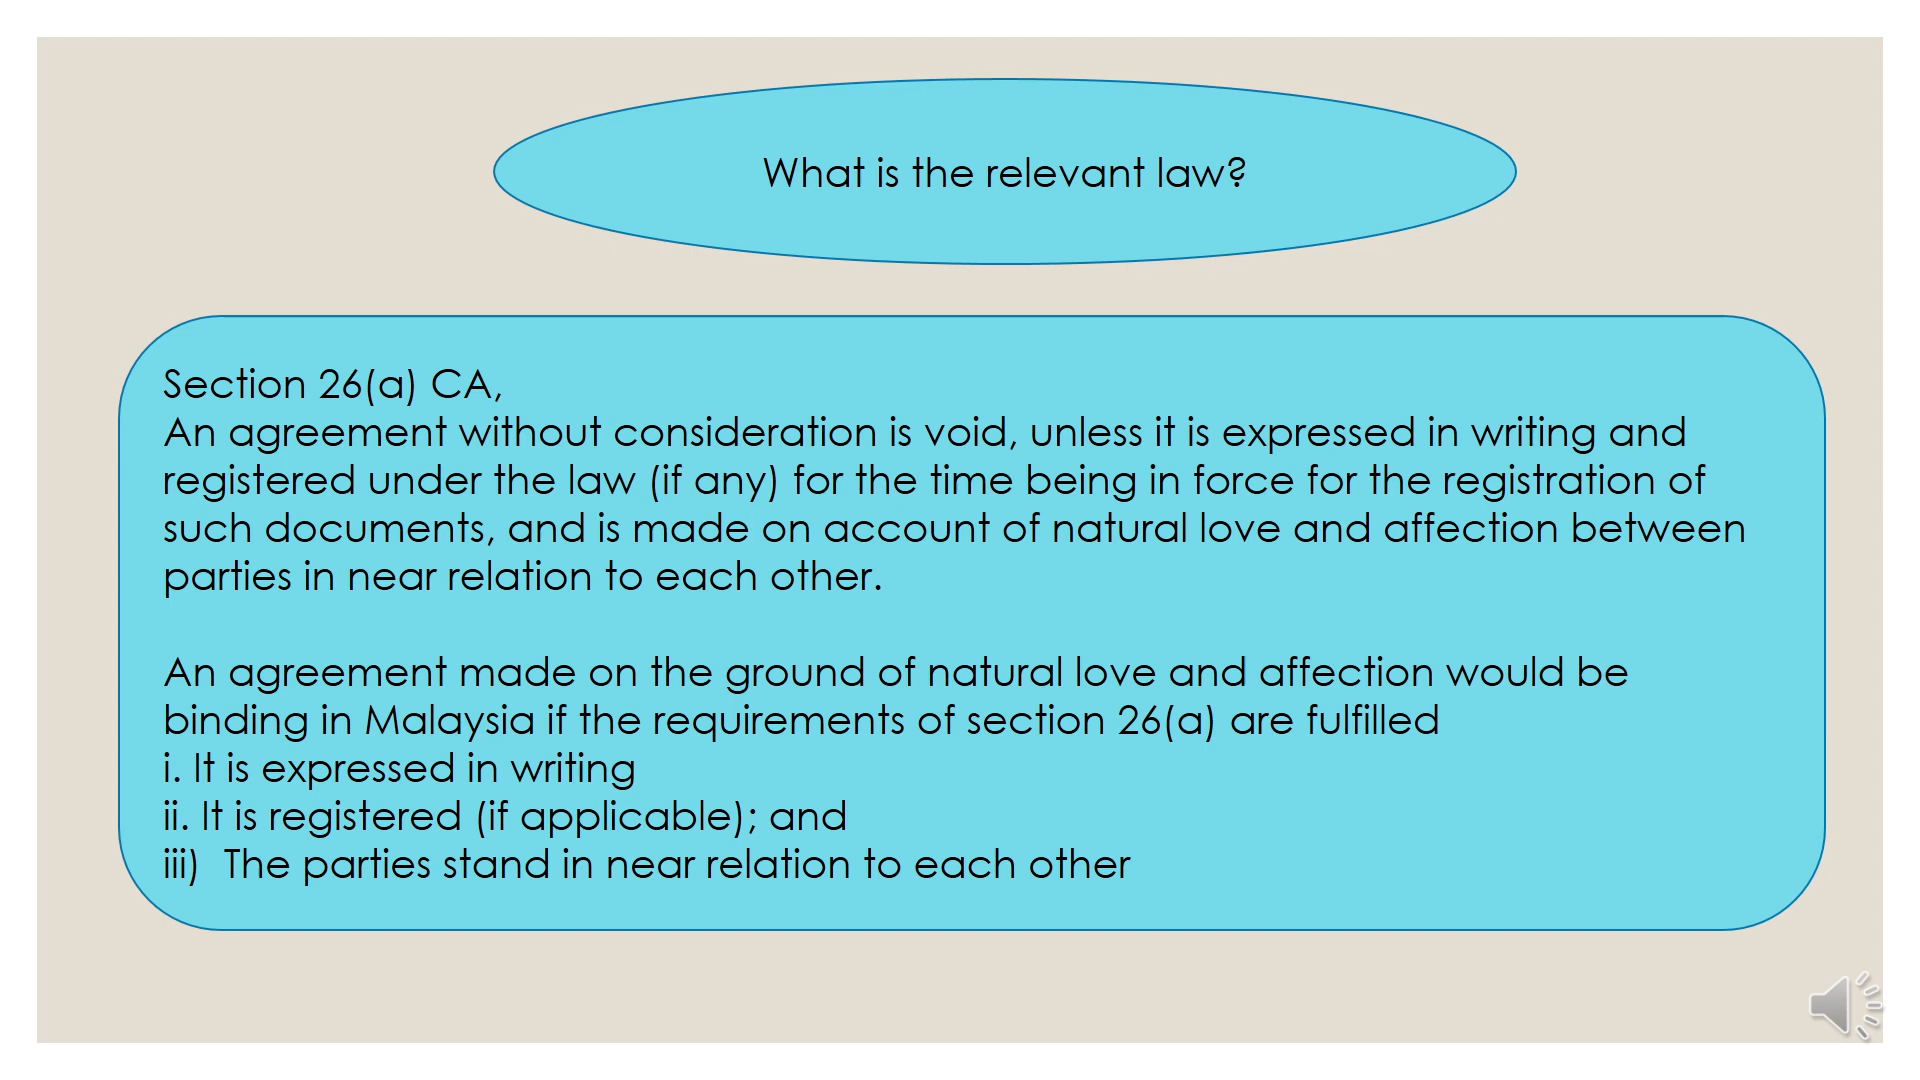 What is the relevant law?
Section 26(a) CA,
An agreement without consideration is void, unless it is expressed in writing and
registered under the law (if any) for the time being in force for the registration of
such documents, and is made on account of natural love and affection between
parties in near relation to each other.
An agreement made on the ground of natural love and affection would be
binding in Malaysia if the requirements of section 26(a) are fulfilled
i. It is expressed in writing
ii. It is registered (if applicable); and
iii)  The parties stand in near relation to each other